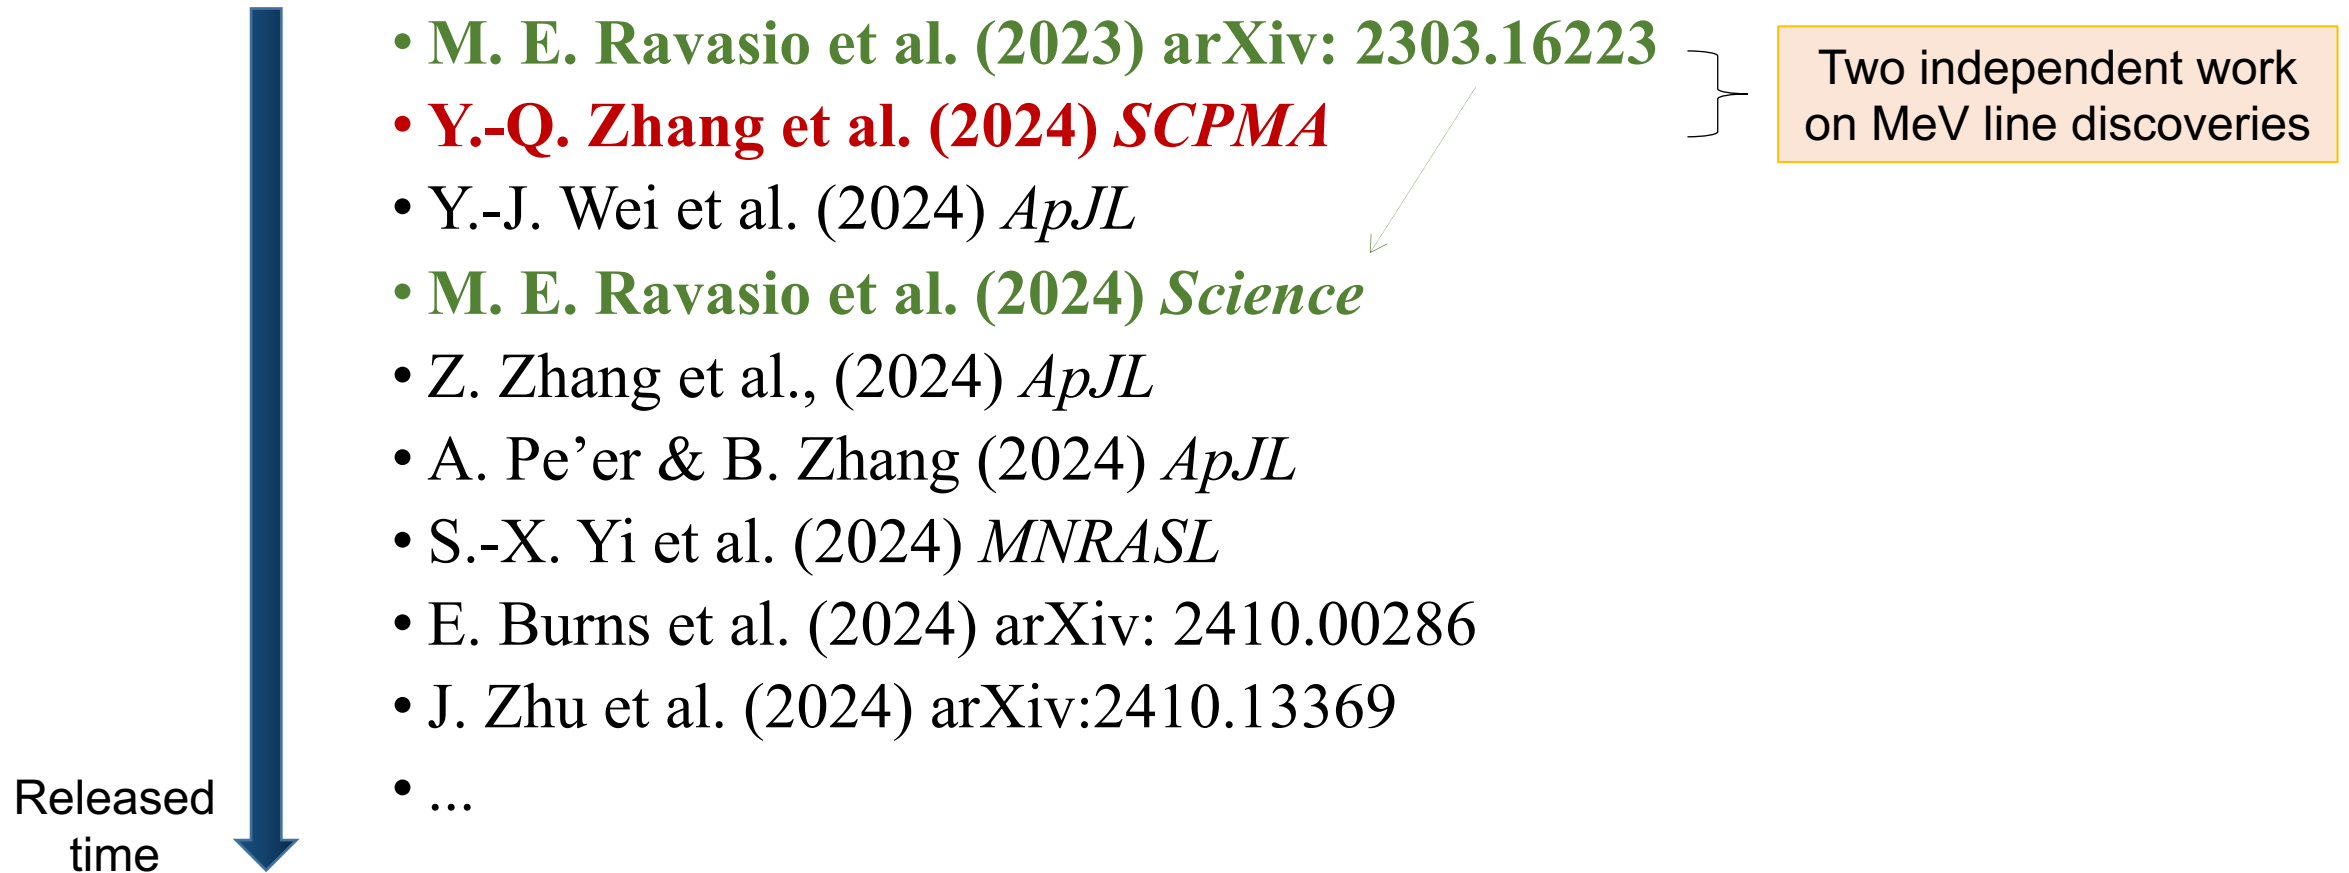 • M. E. Ravasio et al. (2023) arXiv: 2303.16223
• Y.-Q. Zhang et al. (2024) SCPMA
• Y.-J. Wei et al. (2024) ApJL
• M. E. Ravasio et al. (2024) Science
• Z. Zhang et al., (2024) ApJL
• A. Pe’er & B. Zhang (2024) ApJL
• S.-X. Yi et al. (2024) MNRASL
• E. Burns et al. (2024) arXiv: 2410.00286
• J. Zhu et al. (2024) arXiv:2410.13369
• ...
Two independent work
on MeV line discoveries
Released
time